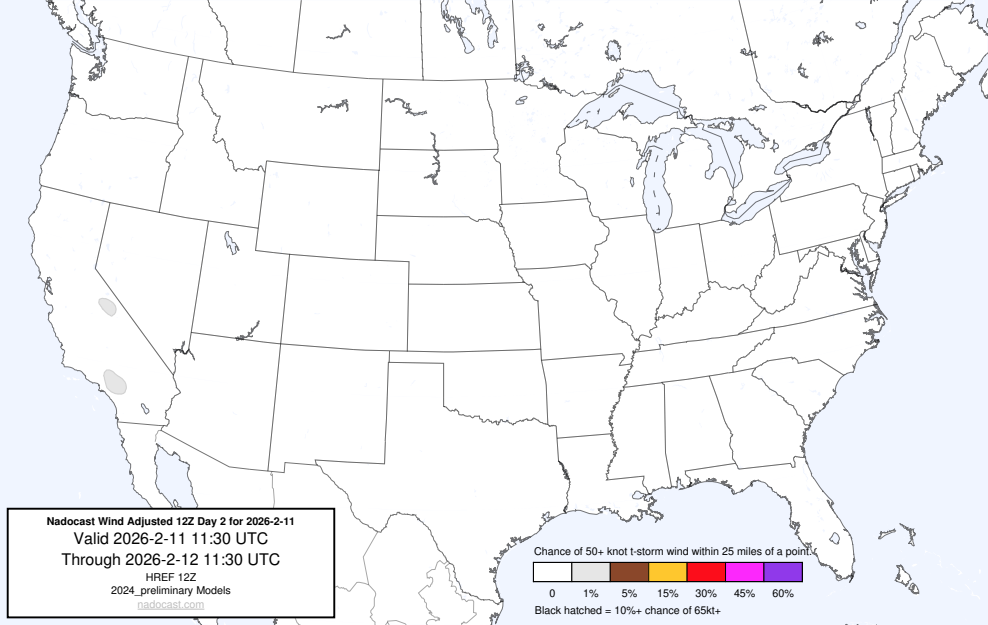 Nadocast Wind Adjusted 12Z Day 2 for 2026-2-11
Valid 2026-2-11 11:30 UTC
Through 2026-2-12 11:30 UTC
HREF 12Z
2024_preliminary Models
nadocast.com
Chance of 50+ knot t-storm wind within 25 miles of a point.
0 1% 5% 15% 30% 45% 60%
Black hatched = 10%+ chance of 65kt+